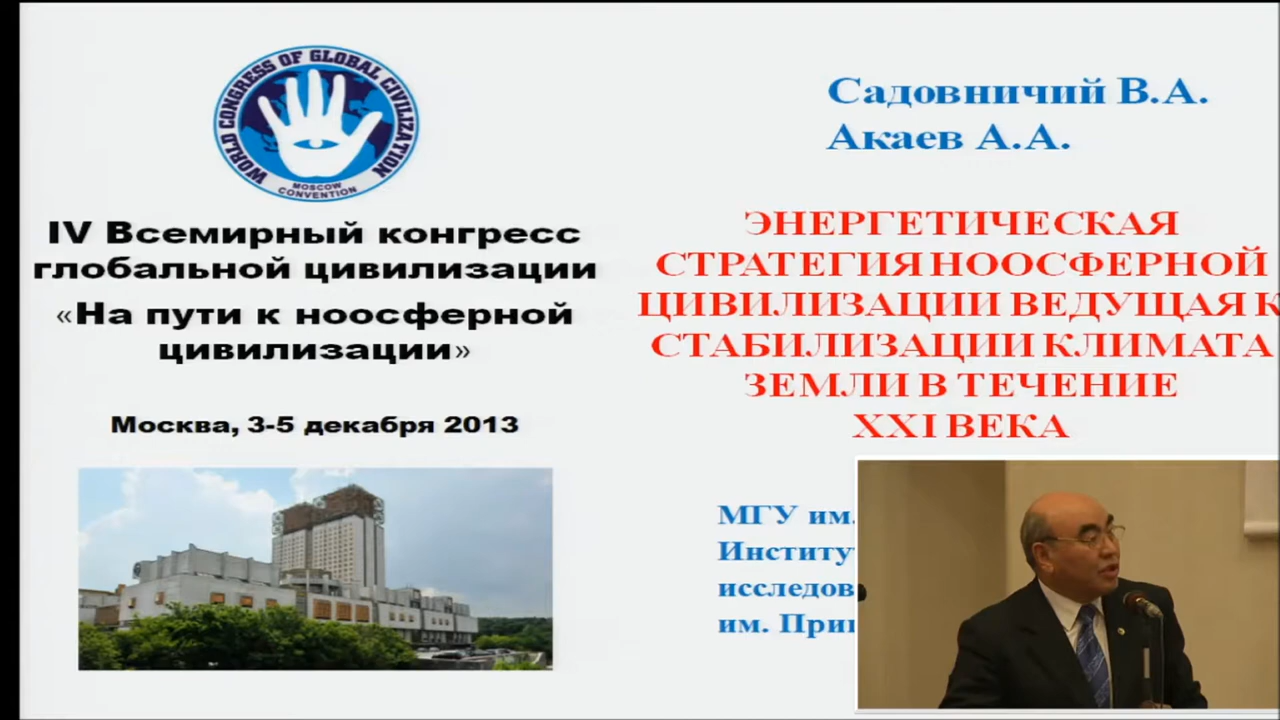 WORLD CONGRESS OF GLOBAL CIVILIZATION
MOSCOW
CONVENTION
IV Всемирный конгресс
глобальной цивилизации
«На пути к ноосферной
цивилизации»
Москва, 3-5 декабря 2013
Садовничий В.А.
Акаев А.А.
ЭНЕРГЕТИЧЕСКАЯ
СТРАТЕГИЯ НООСФЕРНОЙ
ЦИВИЛИЗАЦИИ ВЕДУЩАЯ К
СТАБИЛИЗАЦИИ КЛИМАТА
ЗЕМЛИ В ТЕЧЕНИЕ
XXI ВЕКА
МГУ им.
им.